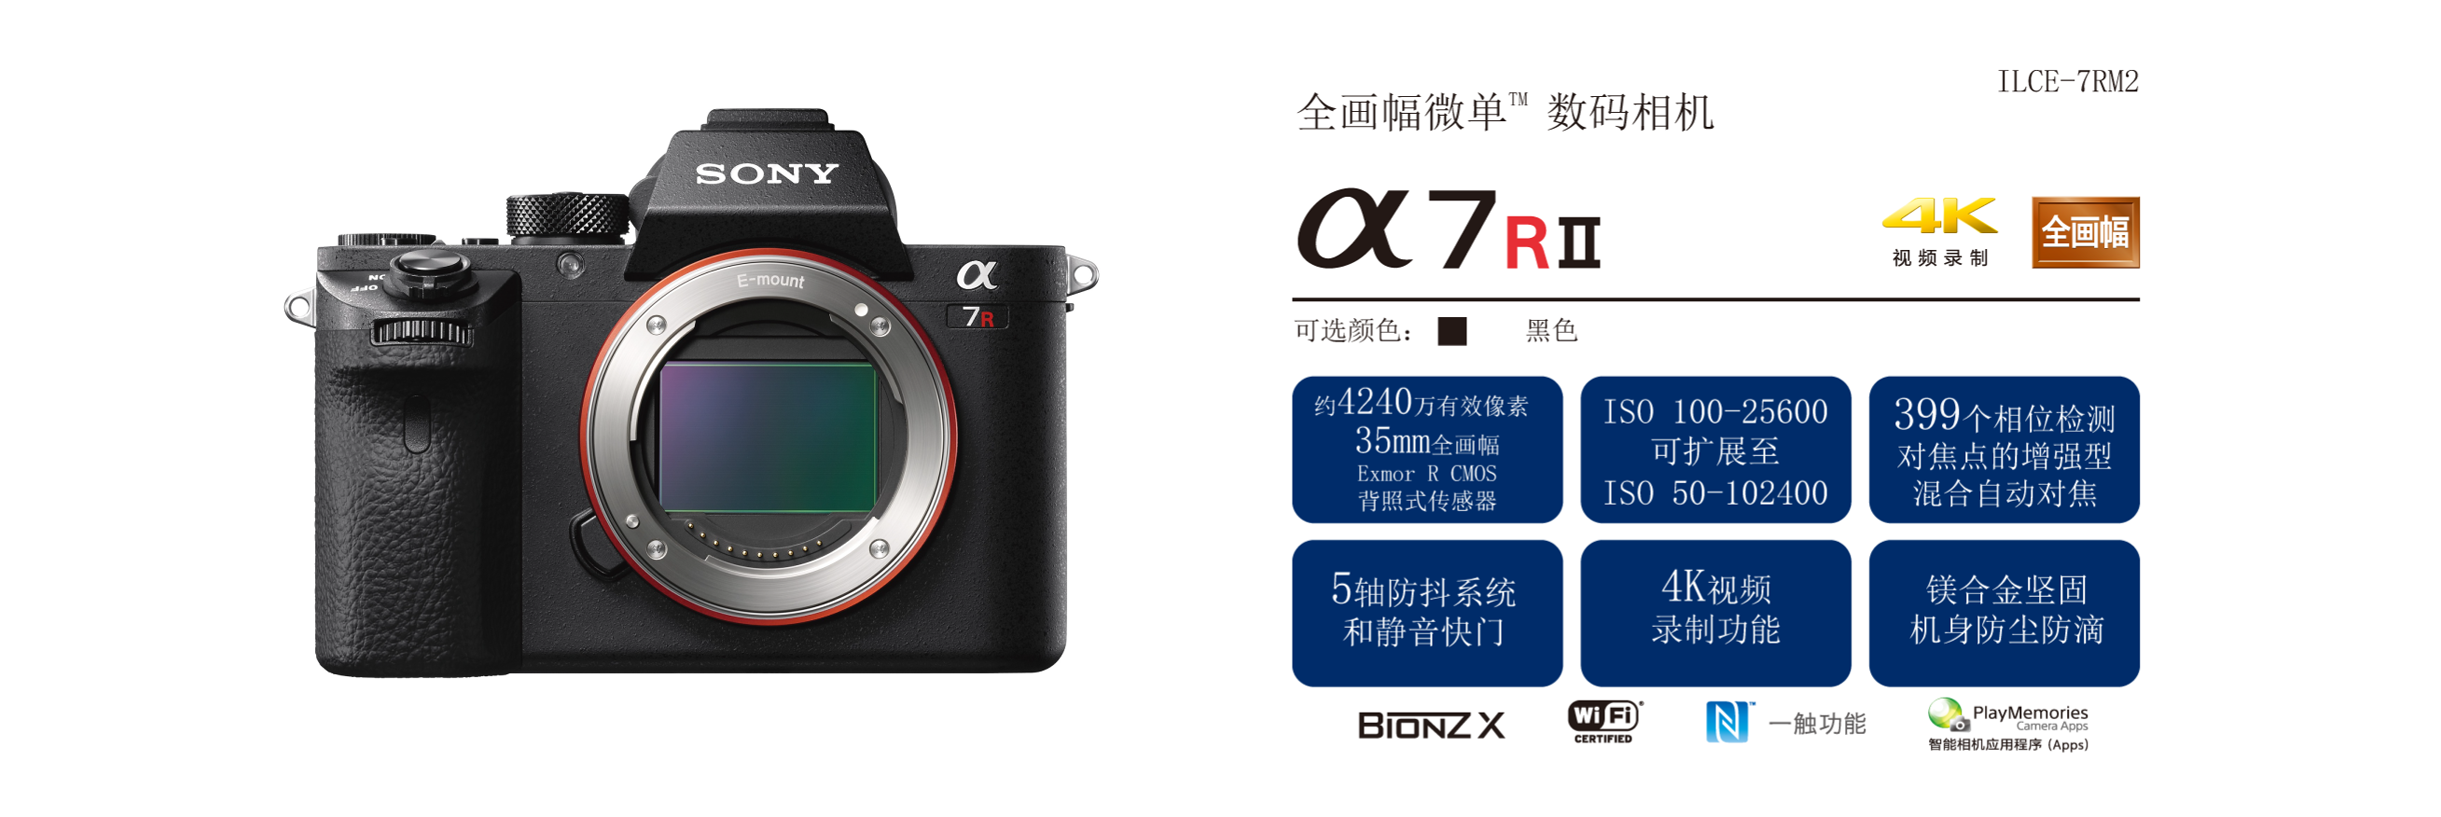 SONY
ON
OFF
E-mount
α
7R
ILCE-7RM2
全画幅微单™ 数码相机
α7RII
4K
视频录制
全画幅
可选颜色： 黑色
约4240万有效像素
35mm全画幅
Exmor R CMOS
背照式传感器
ISO 100-25600
可扩展至
ISO 50-102400
399个相位检测
对焦点的增强型
混合自动对焦
5轴防抖系统
和静音快门
4K视频
录制功能
镁合金坚固
机身防尘防滴
BIONZ X
Wi Fi®
CERTIFIED
N™ 一触功能
PlayMemories
Camera Apps
智能相机应用程序 (Apps)